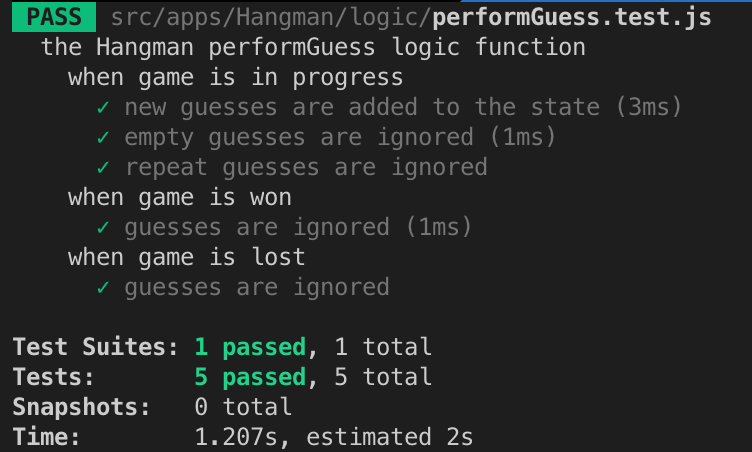 PASS src/apps/Hangman/logic/performGuess.test.js
the Hangman performGuess logic function
when game is in progress
✓ new guesses are added to the state (3ms)
✓ empty guesses are ignored (1ms)
✓ repeat guesses are ignored
when game is won
✓ guesses are ignored (1ms)
when game is lost
✓ guesses are ignored
Test Suites: 1 passed, 1 total
Tests: 5 passed, 5 total
Snapshots: 0 total
Time: 1.207s, estimated 2s